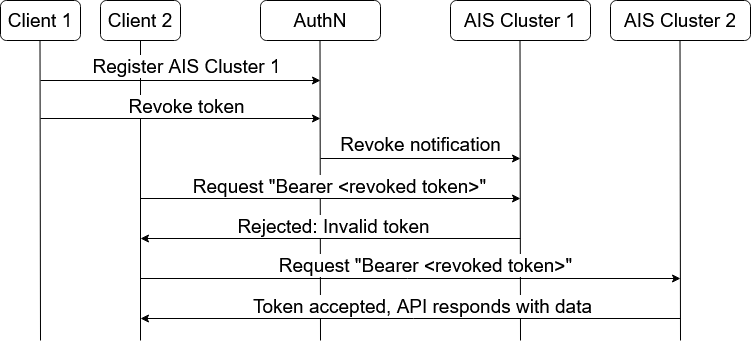 Client 1
Client 2
AuthN
AIS Cluster 1
AIS Cluster 2
Register AIS Cluster 1
Revoke token
Revoke notification
Request "Bearer <revoked token>"
Rejected: Invalid token
Request "Bearer <revoked token>"
Token accepted, API responds with data